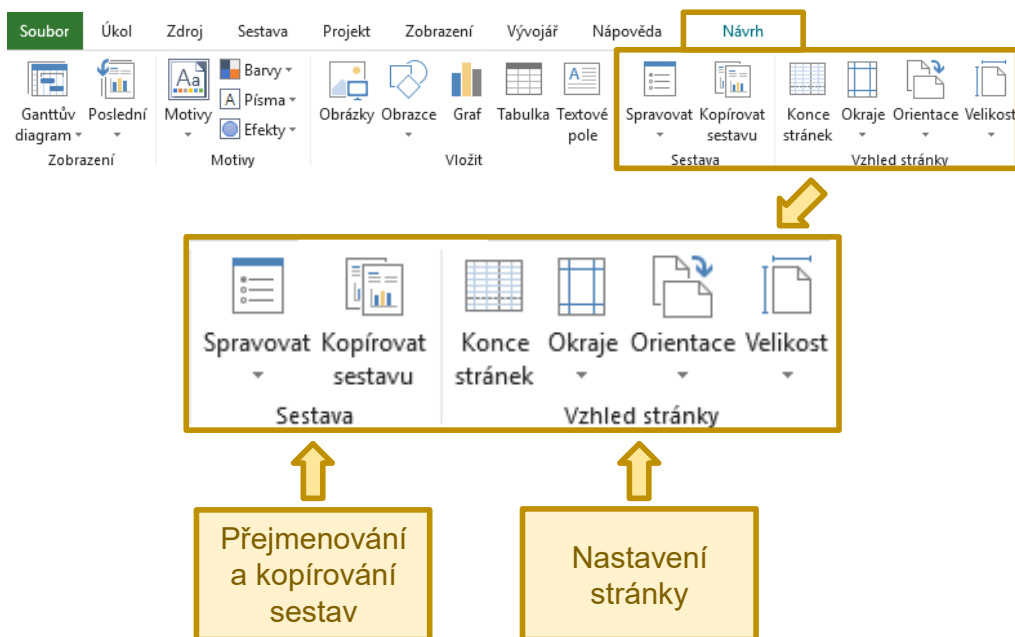 Soubor Úkol Zdroj Sestava Projekt Zobrazení Vývojář Nápověda Návrh
Ganttův diagram
Poslední
Zobrazení
Motivy
Barvy
Písma
Efekty
Motivy
Obrázky Obrazce Graf Tabulka Textové pole
Vložit
Spravovat Kopírovat sestavu
Sestava
Konce stránek Okraje Orientace Velikost
Vzhled stránky
Spravovat Kopírovat
sestavu
Sestava
Konce Okraje Orientace Velikost
stránek
Vzhled stránky
Přejmenování
a kopírování
sestav
Nastavení
stránky